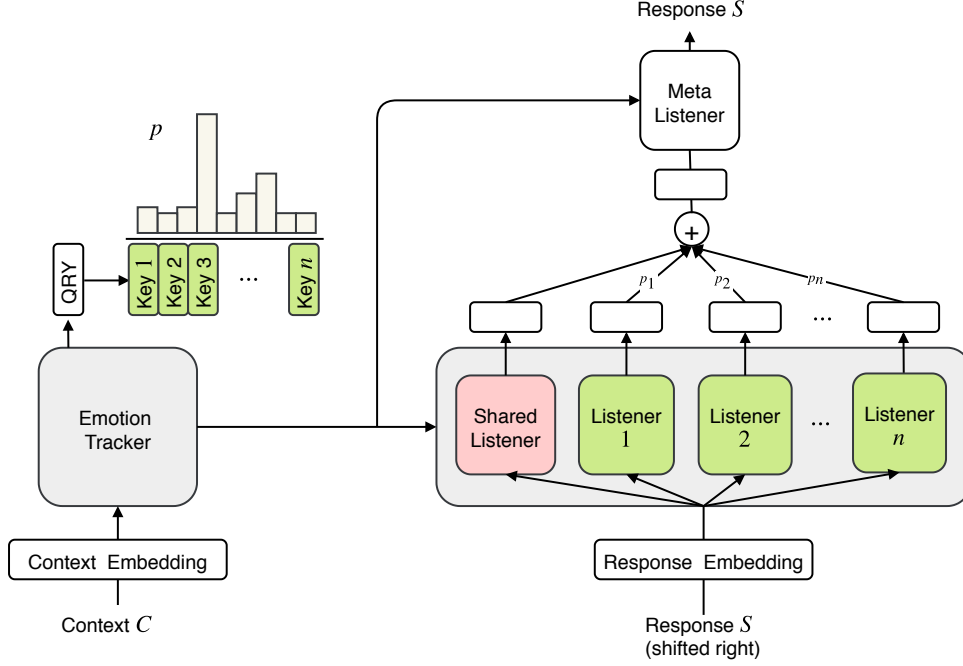 Response S
Meta
Listener
p
QRY
Key 1
Key 2
Key 3
...
Key n
+
p1
p2
pn
...
Emotion
Tracker
Shared
Listener
Listener
1
Listener
2
...
Listener
n
Context Embedding
Response Embedding
Context C
Response S
(shifted right)